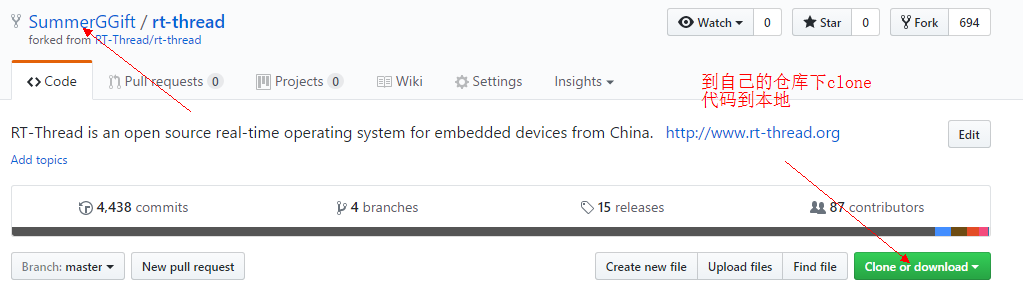 SummerGGift / rt-thread
Watch 0
Star 0
Fork 694
forked from RT-Thread/rt-thread
Code
Pull requests 0
Projects 0
Wiki
Settings
Insights
到自己的仓库下clone
代码到本地
RT-Thread is an open source real-time operating system for embedded devices from China. http://www.rt-thread.org
Edit
Add topics
4,438 commits
4 branches
15 releases
87 contributors
Branch: master
New pull request
Create new file
Upload files
Find file
Clone or download